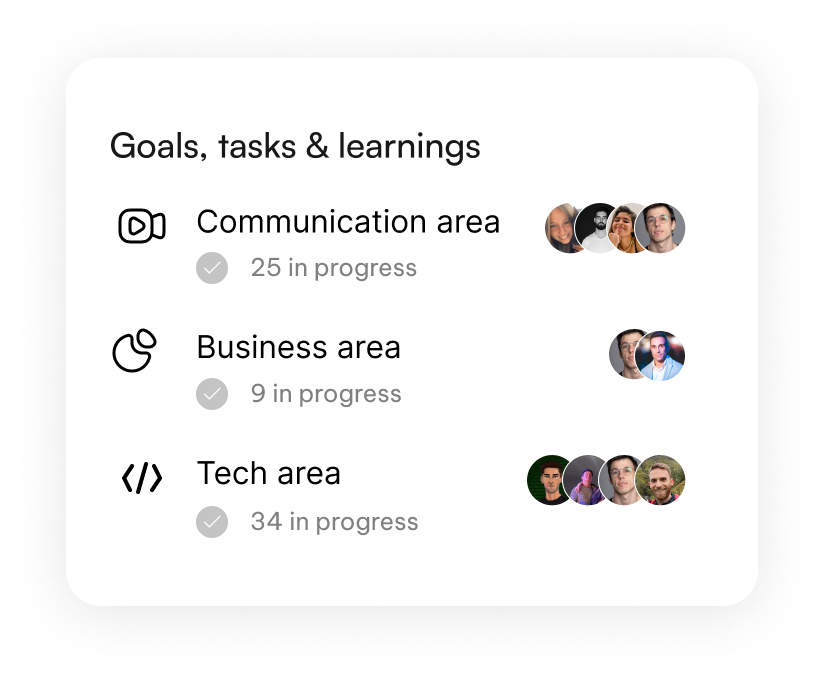 Goals, tasks & learnings
Communication area
25 in progress
Business area
9 in progress
Tech area
34 in progress